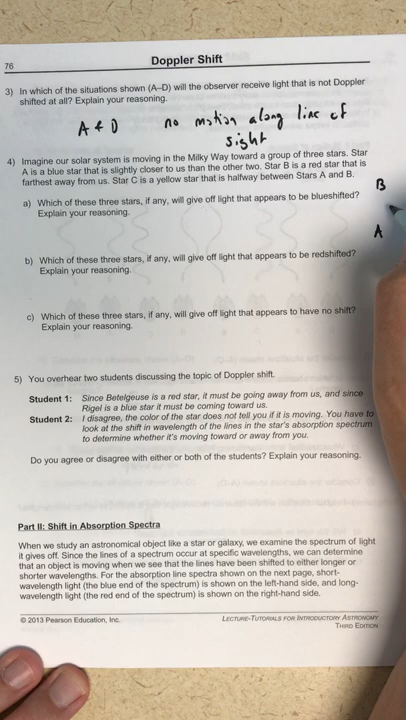 76
Doppler Shift
3) In which of the situations shown (A–D) will the observer receive light that is not Doppler
shifted at all? Explain your reasoning.
A & D no motion along line of
sight
4) Imagine our solar system is moving in the Milky Way toward a group of three stars. Star
A is a blue star that is slightly closer to us than the other two. Star B is a red star that is
farthest away from us. Star C is a yellow star that is halfway between Stars A and B.
B
a) Which of these three stars, if any, will give off light that appears to be blueshifted?
Explain your reasoning.
A
b) Which of these three stars, if any, will give off light that appears to be redshifted?
Explain your reasoning.
c) Which of these three stars, if any, will give off light that appears to have no shift?
Explain your reasoning.
5) You overhear two students discussing the topic of Doppler shift.
Student 1: Since Betelgeuse is a red star, it must be going away from us, and since
Rigel is a blue star it must be coming toward us.
Student 2: I disagree, the color of the star does not tell you if it is moving. You have to
look at the shift in wavelength of the lines in the star's absorption spectrum
to determine whether it's moving toward or away from you.
Do you agree or disagree with either or both of the students? Explain your reasoning.
Part II: Shift in Absorption Spectra
When we study an astronomical object like a star or galaxy, we examine the spectrum of light
it gives off. Since the lines of a spectrum occur at specific wavelengths, we can determine
that an object is moving when we see that the lines have been shifted to either longer or
shorter wavelengths. For the absorption line spectra shown on the next page, short-
wavelength light (the blue end of the spectrum) is shown on the left-hand side, and long-
wavelength light (the red end of the spectrum) is shown on the right-hand side.
© 2013 Pearson Education, Inc.
LECTURE-TUTORIALS FOR INTRODUCTORY ASTRONOMY
THIRD EDITION